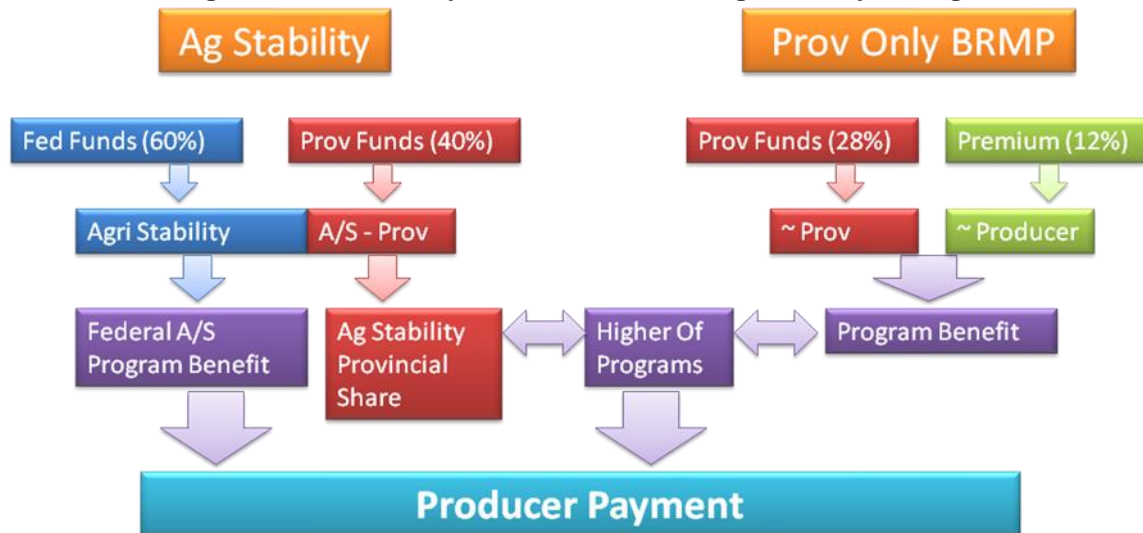 Ag Stability
Prov Only BRMP
Fed Funds (60%)
Prov Funds (40%)
Prov Funds (28%)
Premium (12%)
Agri Stability
A/S - Prov
~ Prov
~ Producer
Federal A/S
Program Benefit
Ag Stability
Provincial
Share
Higher Of
Programs
Program Benefit
Producer Payment